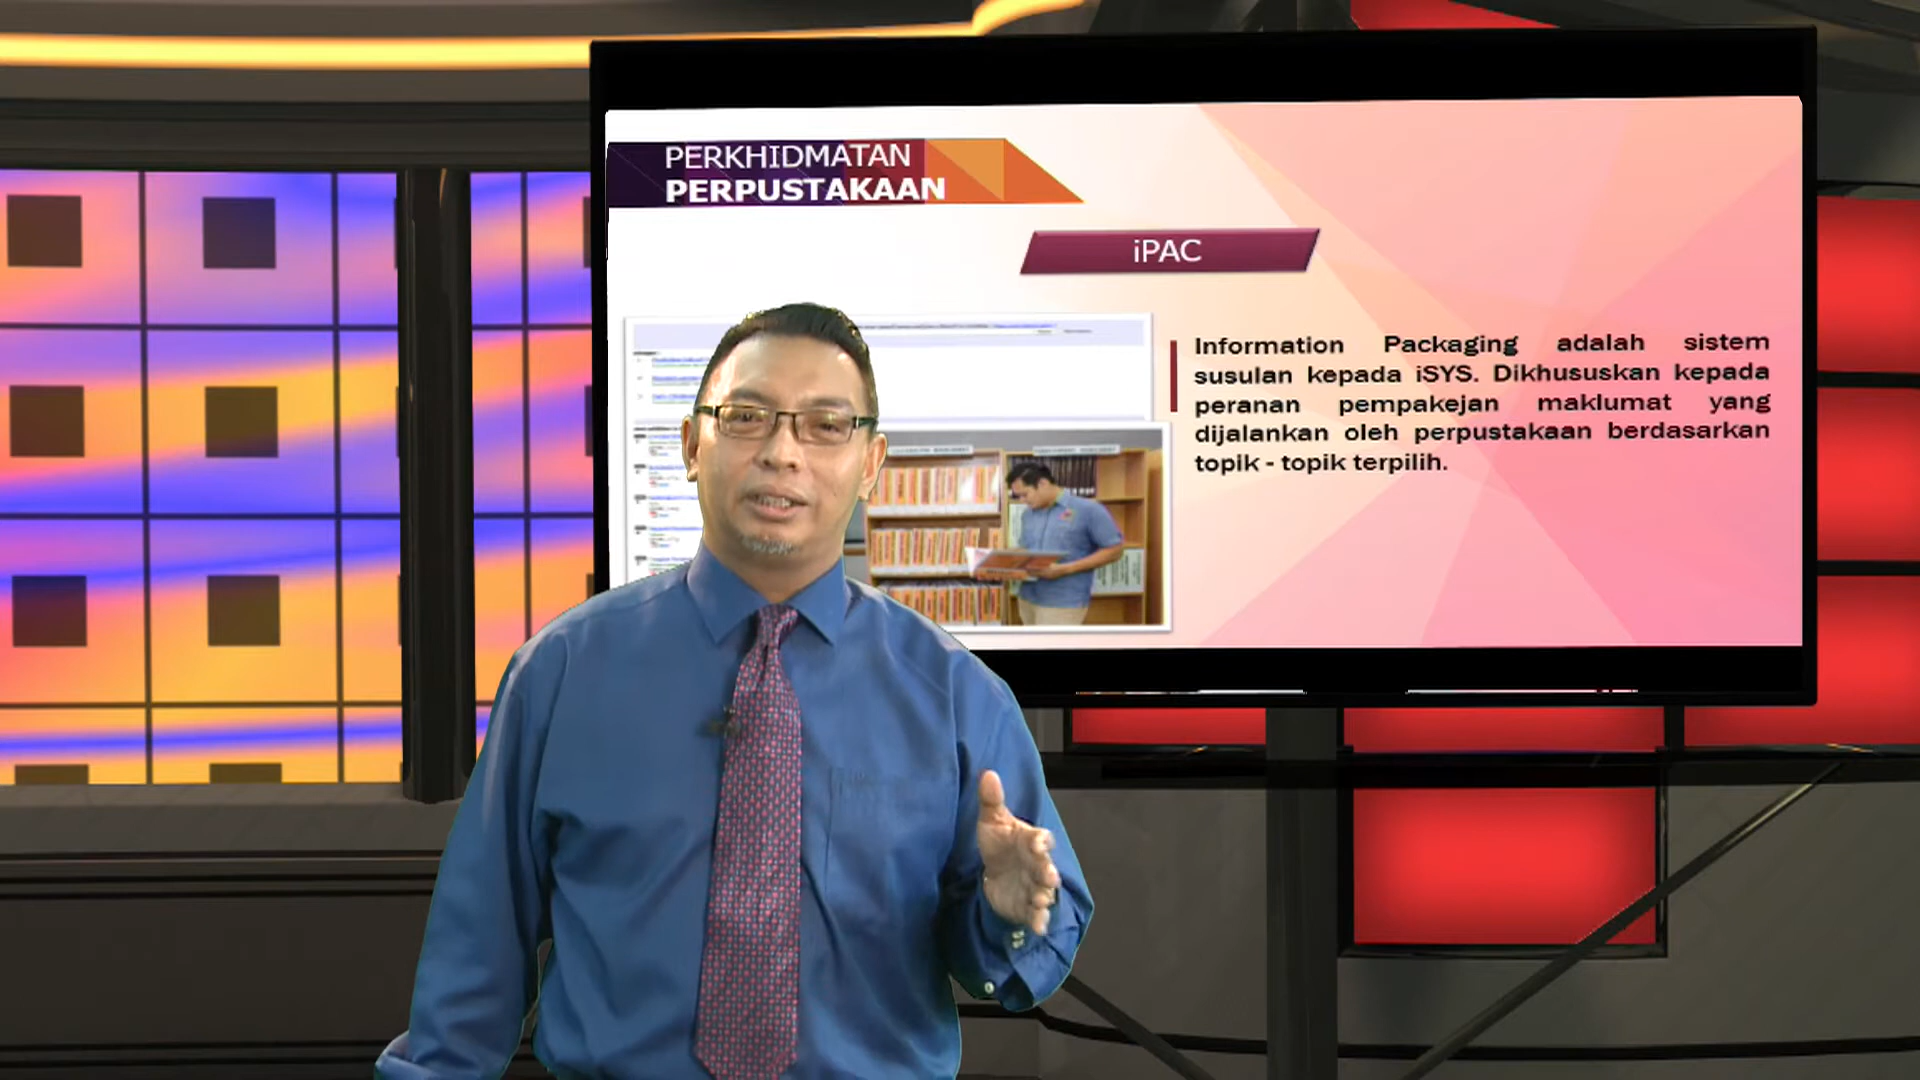 PERKHIDMATAN
PERPUSTAKAAN
iPAC
Information Packaging adalah sistem
susulan kepada iSYS. Dikhususkan kepada
peranan pempakejan maklumat yang
dijalankan oleh perpustakaan berdasarkan
topik - topik terpilih.